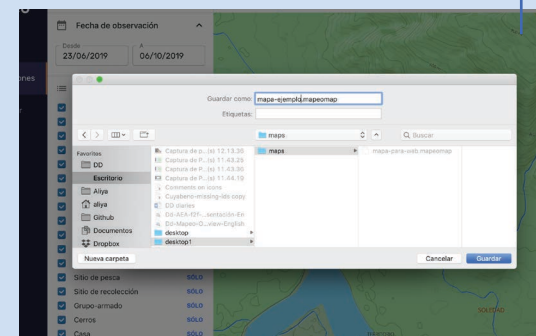 Fecha de observación
Desde
23/06/2019
A
06/10/2019
Guardar como:
mapa-ejemplo.mapeomap
Etiquetas:
maps
Buscar
Favoritos
DD
Escritorio
Aliya
aliya
Github
Documentos
Dropbox
Captura de p...(s) 12.13.30
Captura de P...(s) 11.43.25
Captura de P...(s) 11.43.35
Captura de P...(s) 11.44.10
Comments on icons
Cuyabeno-missing-ids copy
DD diaries
desktop
desktop1
maps
mapa-para-web.mapeomap
Nueva carpeta
Cancelar
Guardar
Sitio de pesca
SÓLO
Sitio de recolección
SÓLO
Grupo-armado
SÓLO
Cerros
SÓLO
Casa
SÓLO
SOLEDAD